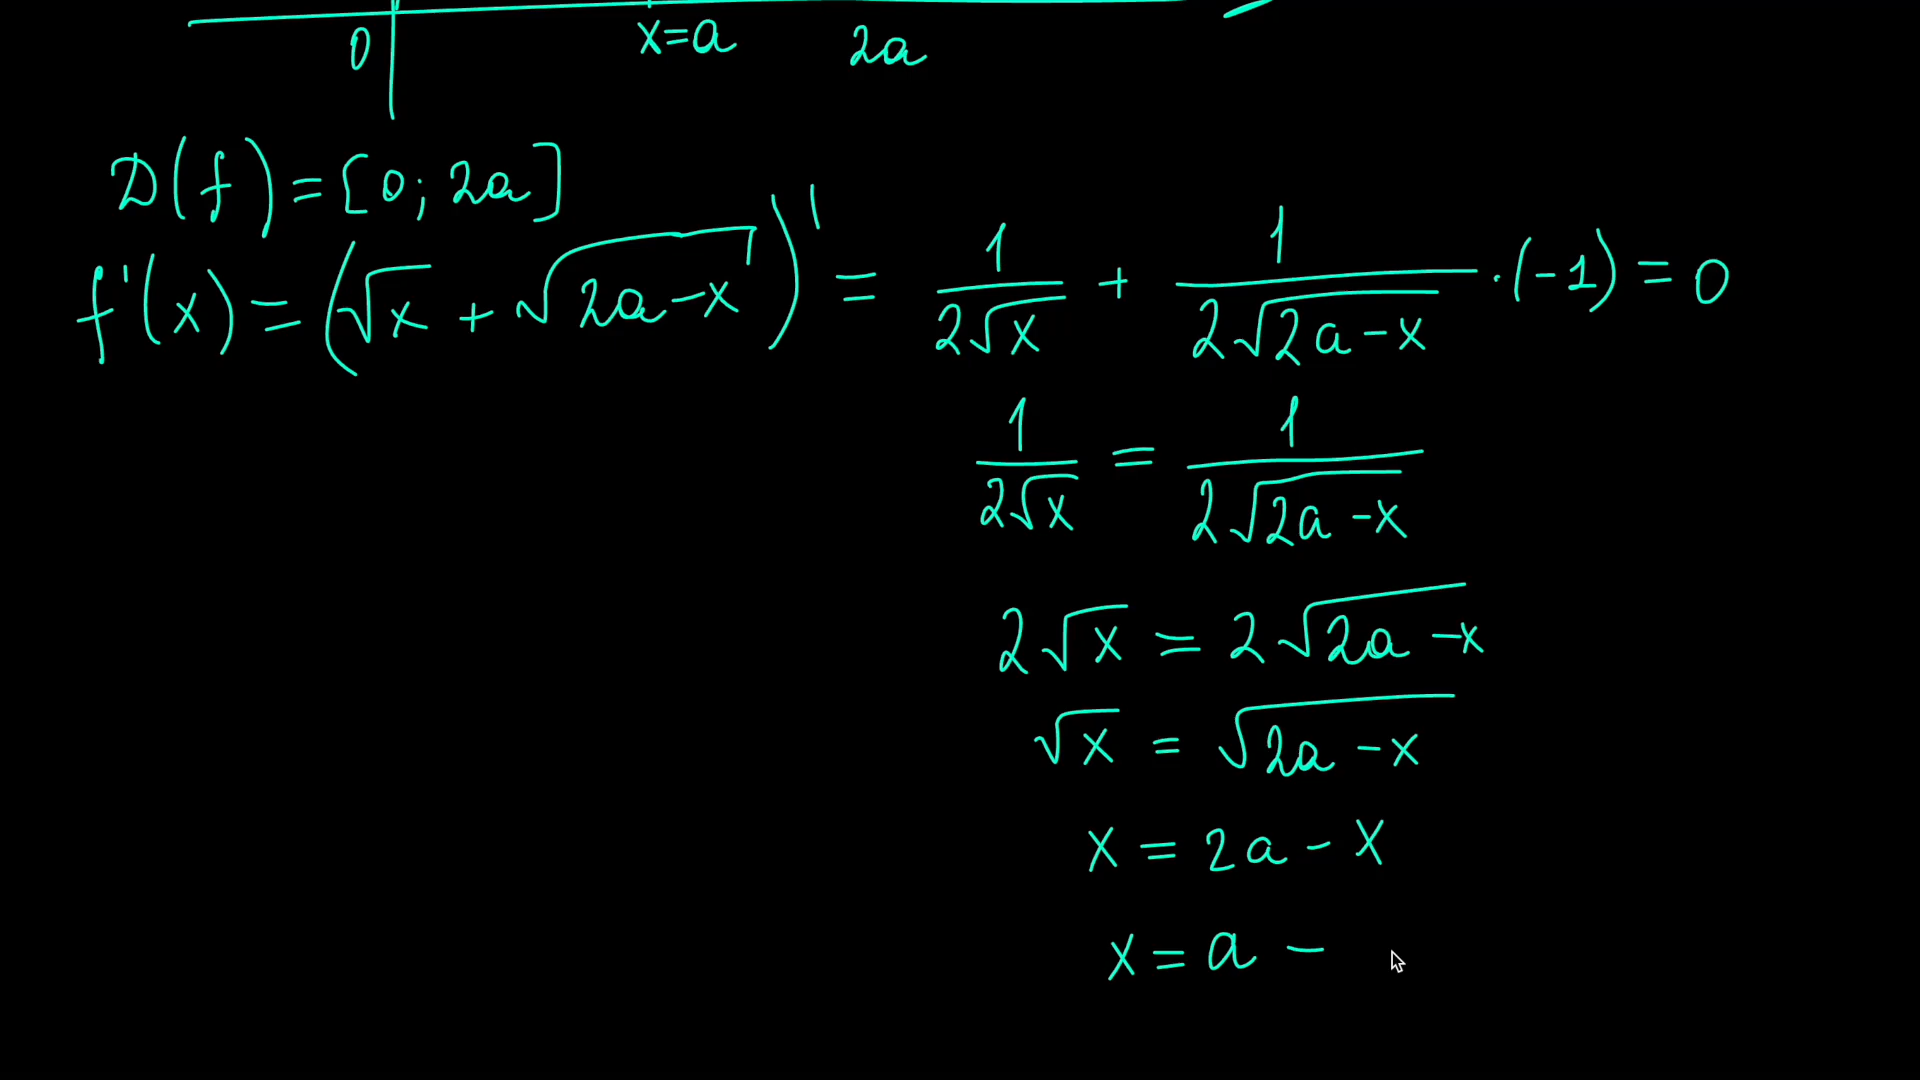 0 x=a 2a
D(f)=[0; 2a]
f'(x)=(√x + √(2a-x))' = 1/(2√x) + 1/(2√(2a-x)) · (-1) = 0
1/(2√x) = 1/(2√(2a-x))
2√x = 2√(2a-x)
√x = √(2a-x)
x = 2a - x
x = a -